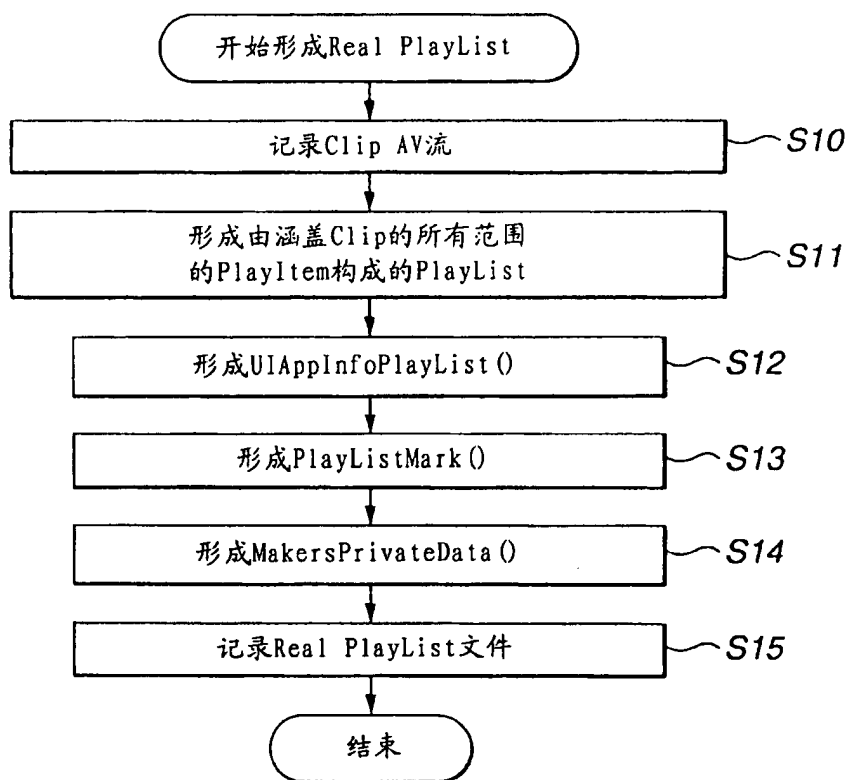 开始形成Real PlayList
记录Clip AV流
S10
形成由涵盖Clip的所有范围
的PlayItem构成的PlayList
S11
形成UIAppInfoPlayList()
S12
形成PlayListMark()
S13
形成MakersPrivateData()
S14
记录Real PlayList文件
S15
结束